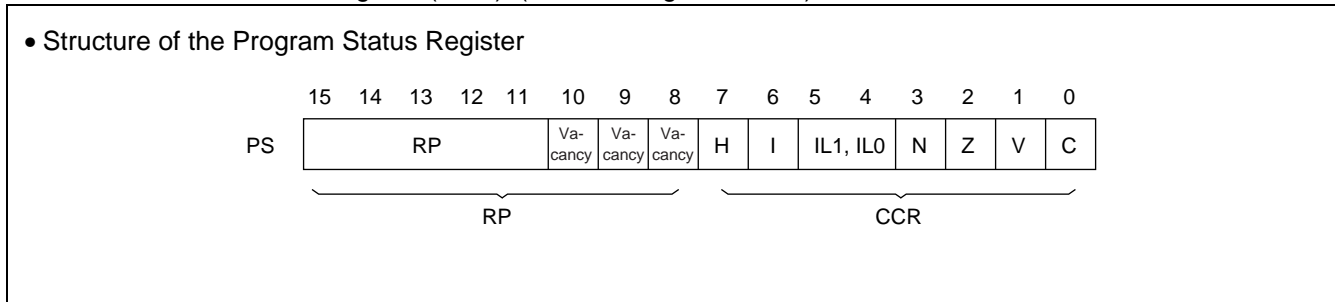 • Structure of the Program Status Register
15 14 13 12 11 10 9 8 7 6 5 4 3 2 1 0
PS RP Va-cancy Va-cancy Va-cancy H I IL1, IL0 N Z V C
RP CCR